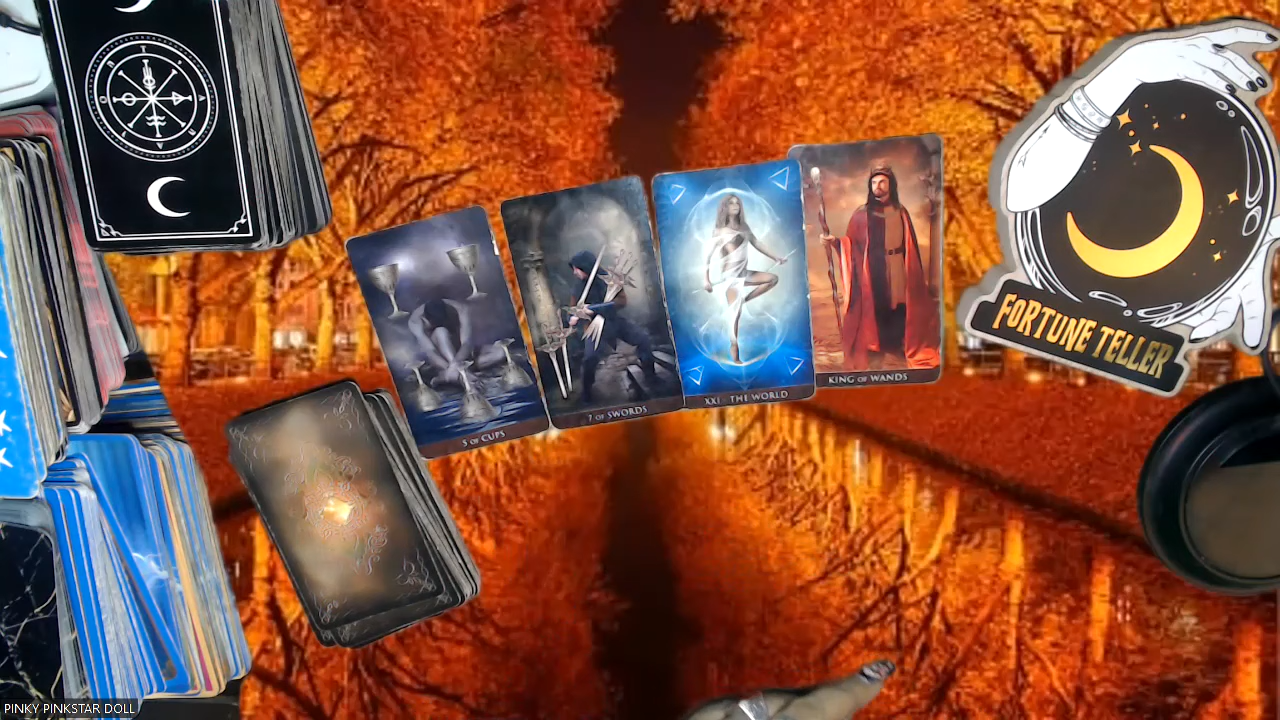 5 OF CUPS
7 OF SWORDS
XXI - THE WORLD
KING OF WANDS
FORTUNE TELLER
PINKY PINKSTAR DOLL